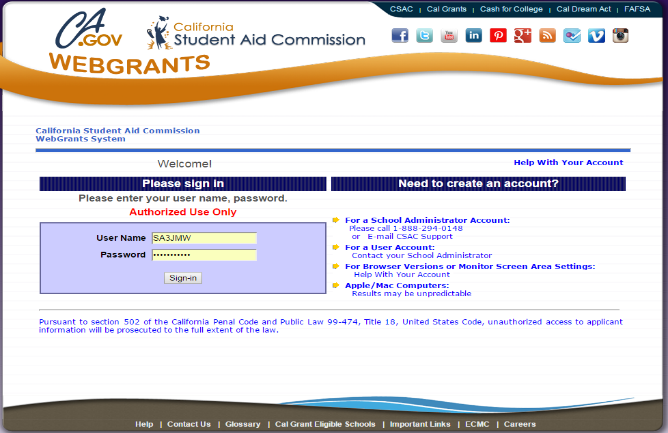 CSAC | Cal Grants | Cash for College | Cal Dream Act | FAFSA
CA
.GOV
California
Student Aid Commission
WEBGRANTS
California Student Aid Commission
WebGrants System
Welcome!
Help With Your Account
Please sign in
Please enter your user name, password.
Authorized Use Only
User Name SA3JMW
Password •••••••••••
Sign-in
Need to create an account?
For a School Administrator Account:
Please call 1-888-294-0148
or E-mail CSAC Support
For a User Account:
Contact your School Administrator
For Browser Versions or Monitor Screen Area Settings:
Help With Your Account
Apple/Mac Computers:
Results may be unpredictable
Pursuant to section 502 of the California Penal Code and Public Law 99-474, Title 18, United States Code, unauthorized access to applicant
information will be prosecuted to the full extent of the law.
Help | Contact Us | Glossary | Cal Grant Eligible Schools | Important Links | ECMC | Careers